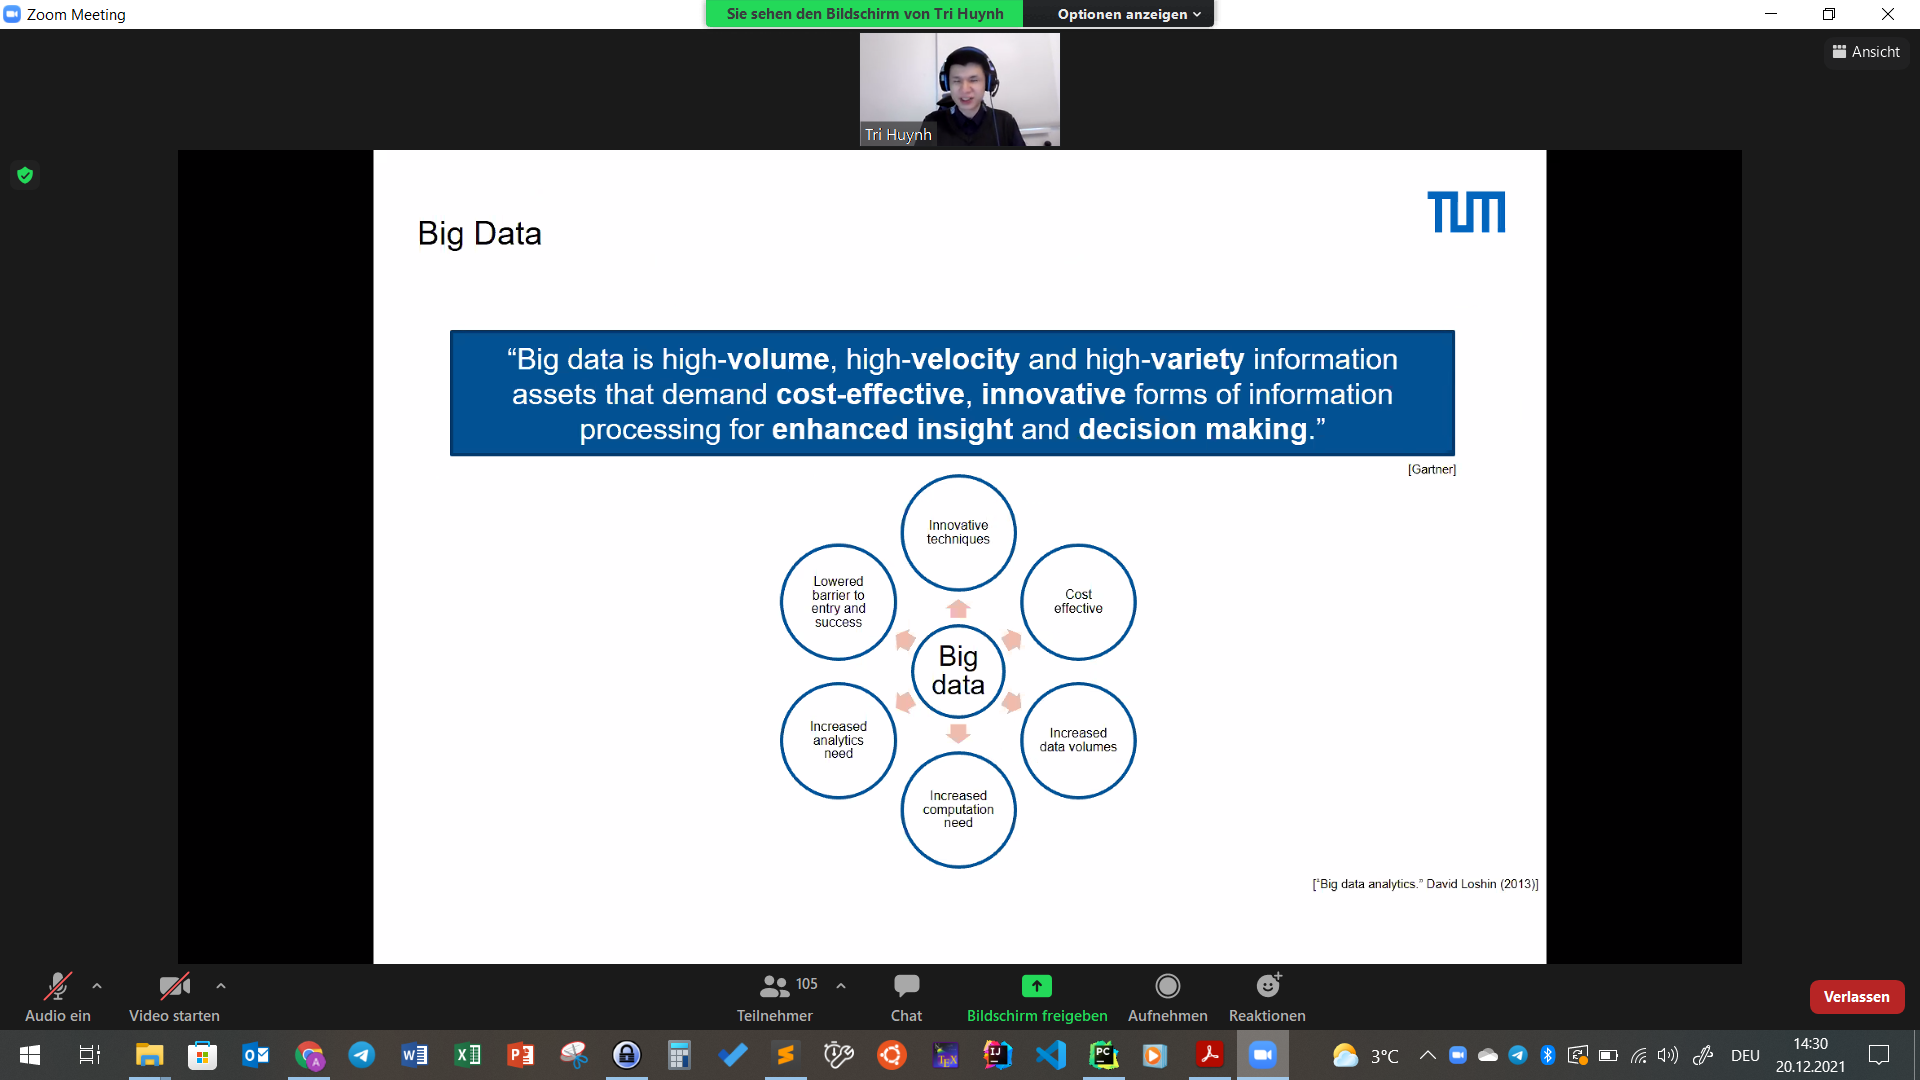 Zoom Meeting
Sie sehen den Bildschirm von Tri Huynh
Optionen anzeigen
Ansicht
Tri Huynh
TUM
Big Data
“Big data is high-volume, high-velocity and high-variety information
assets that demand cost-effective, innovative forms of information
processing for enhanced insight and decision making.”
[Gartner]
Innovative
techniques
Cost
effective
Increased
data volumes
Increased
computation
need
Increased
analytics
need
Lowered
barrier to
entry and
success
Big
data
["Big data analytics." David Loshin (2013)]
Audio ein
Video starten
105
Teilnehmer
Chat
Bildschirm freigeben
Aufnehmen
Reaktionen
Verlassen
3°C
DEU
14:30
20.12.2021